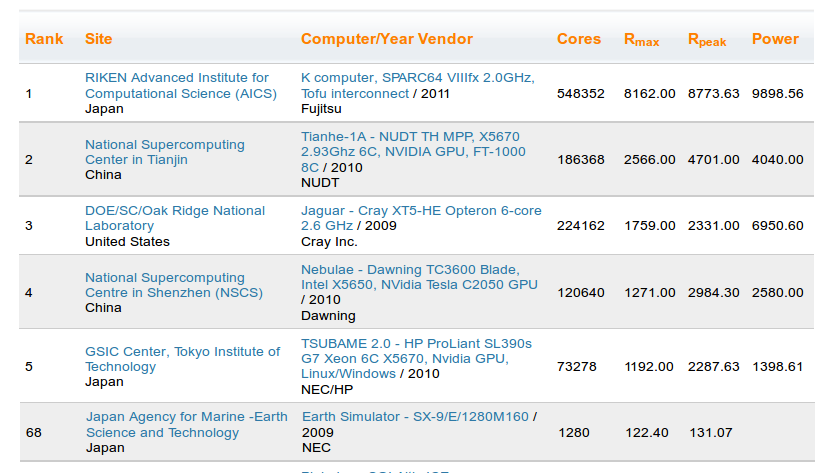 Rank Site Computer/Year Vendor Cores Rmax Rpeak Power
RIKEN Advanced Institute for K computer, SPARC64 VIIIfx 2.0GHz,
1 Computational Science (AICS) Tofu interconnect / 2011 548352 8162.00 8773.63 9898.56
Japan Fujitsu
Tianhe-1A - NUDT TH MPP, X5670
National Supercomputing 2.93Ghz 6C, NVIDIA GPU, FT-1000
2 Center in Tianjin 8C / 2010 186368 2566.00 4701.00 4040.00
China NUDT
DOE/SC/Oak Ridge National Jaguar - Cray XT5-HE Opteron 6-core
3 Laboratory 2.6 GHz / 2009 224162 1759.00 2331.00 6950.60
United States Cray Inc.
Nebulae - Dawning TC3600 Blade,
National Supercomputing Intel X5650, NVidia Tesla C2050 GPU
4 Centre in Shenzhen (NSCS) / 2010 120640 1271.00 2984.30 2580.00
China Dawning
TSUBAME 2.0 - HP ProLiant SL390s
GSIC Center, Tokyo Institute of G7 Xeon 6C X5670, Nvidia GPU,
5 Technology Linux/Windows / 2010 73278 1192.00 2287.63 1398.61
Japan NEC/HP
Japan Agency for Marine -Earth Earth Simulator - SX-9/E/1280M160 /
68 Science and Technology 2009 1280 122.40 131.07
Japan NEC